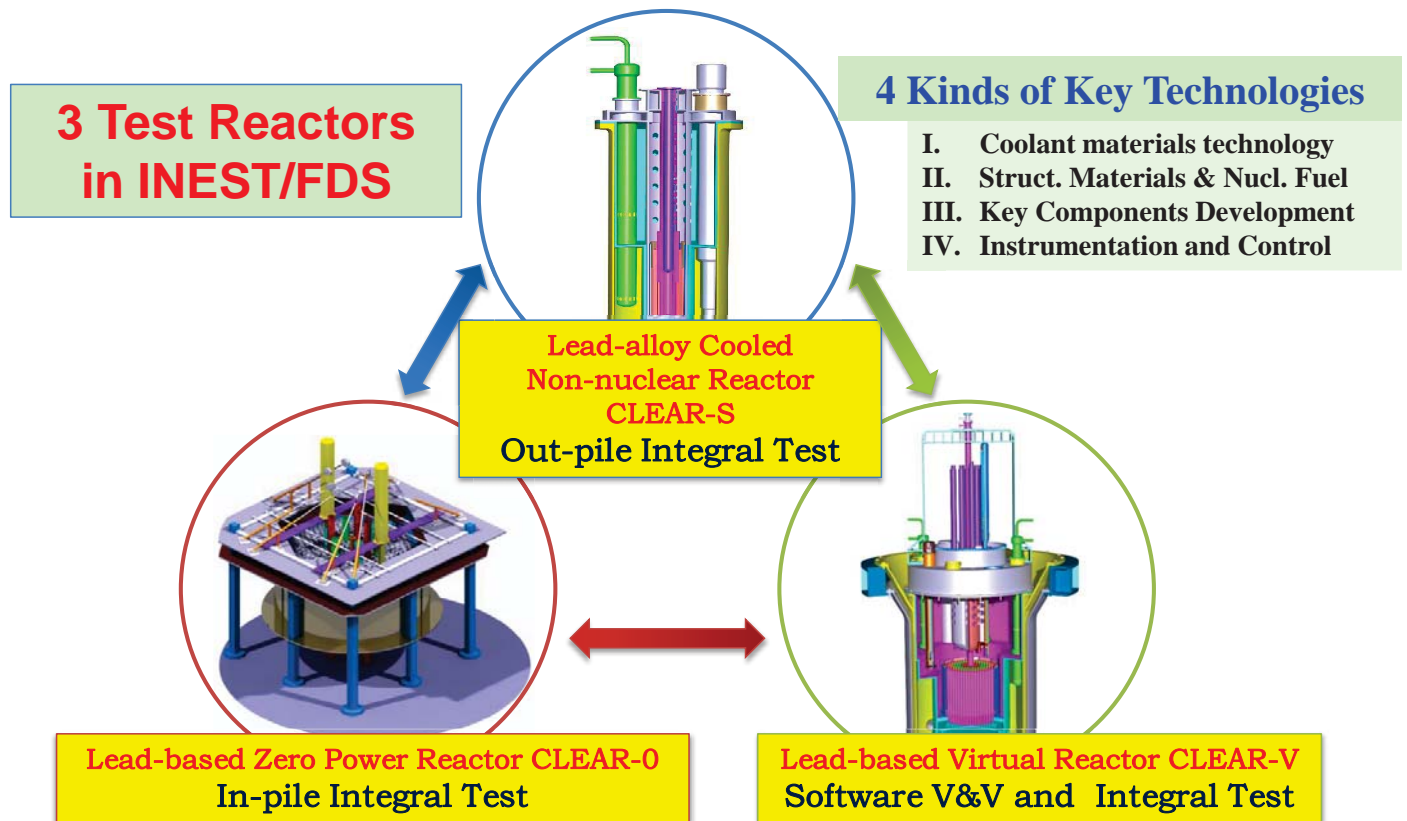 3 Test Reactors
in INEST/FDS
4 Kinds of Key Technologies
I. Coolant materials technology
II. Struct. Materials & Nucl. Fuel
III. Key Components Development
IV. Instrumentation and Control
Lead-alloy Cooled
Non-nuclear Reactor
CLEAR-S
Out-pile Integral Test
Lead-based Zero Power Reactor CLEAR-0
In-pile Integral Test
Lead-based Virtual Reactor CLEAR-V
Software V&V and Integral Test